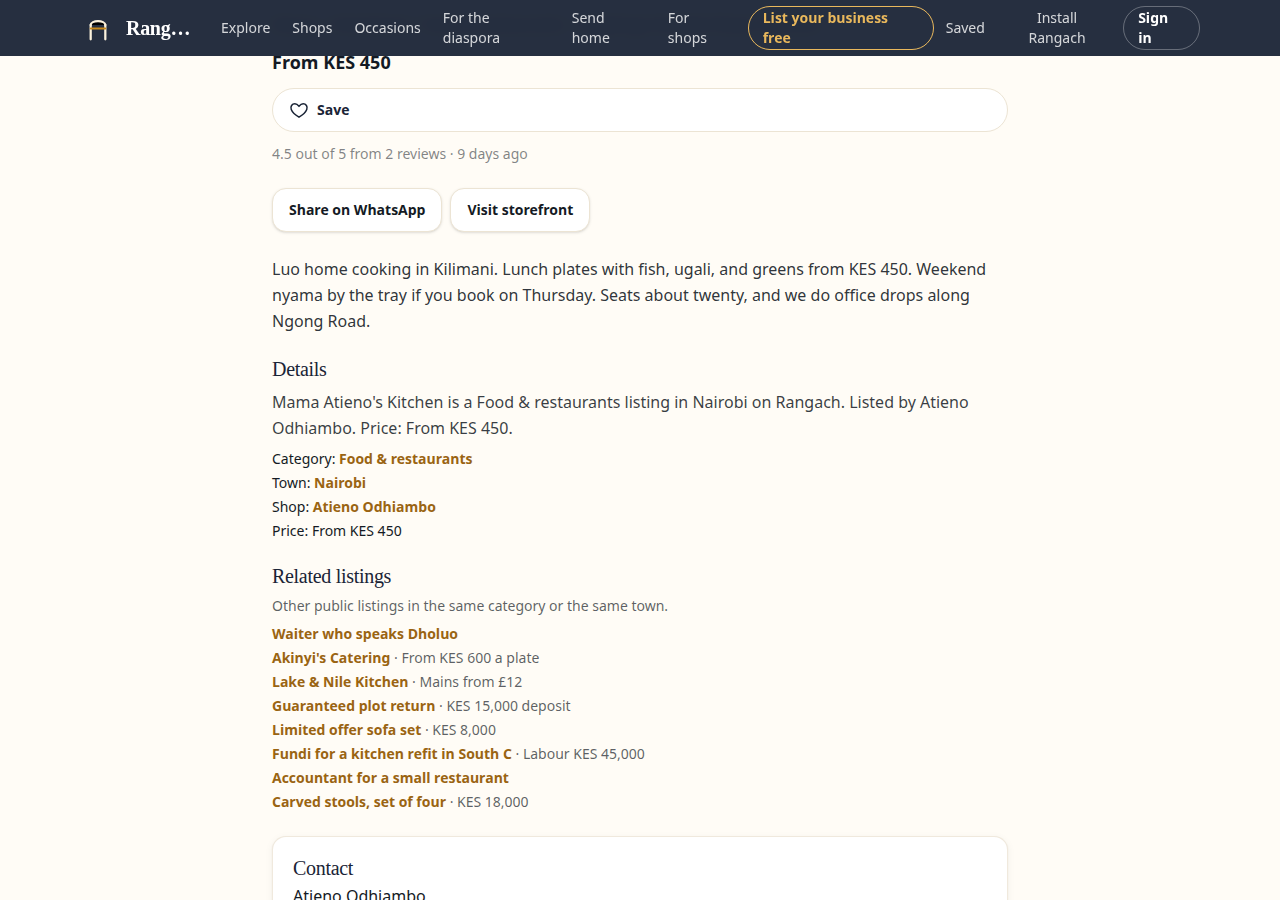 Rang…
Explore
Shops
Occasions
For the
diaspora
Send
home
For
shops
List your business
free
Saved
Install
Rangach
Sign
in
From KES 450
Save
4.5 out of 5 from 2 reviews · 9 days ago
Share on WhatsApp
Visit storefront
Luo home cooking in Kilimani. Lunch plates with fish, ugali, and greens from KES 450. Weekend
nyama by the tray if you book on Thursday. Seats about twenty, and we do office drops along
Ngong Road.
Details
Mama Atieno's Kitchen is a Food & restaurants listing in Nairobi on Rangach. Listed by Atieno
Odhiambo. Price: From KES 450.
Category: Food & restaurants
Town: Nairobi
Shop: Atieno Odhiambo
Price: From KES 450
Related listings
Other public listings in the same category or the same town.
Waiter who speaks Dholuo
Akinyi's Catering · From KES 600 a plate
Lake & Nile Kitchen · Mains from £12
Guaranteed plot return · KES 15,000 deposit
Limited offer sofa set · KES 8,000
Fundi for a kitchen refit in South C · Labour KES 45,000
Accountant for a small restaurant
Carved stools, set of four · KES 18,000
Contact
Atieno Odhiambo